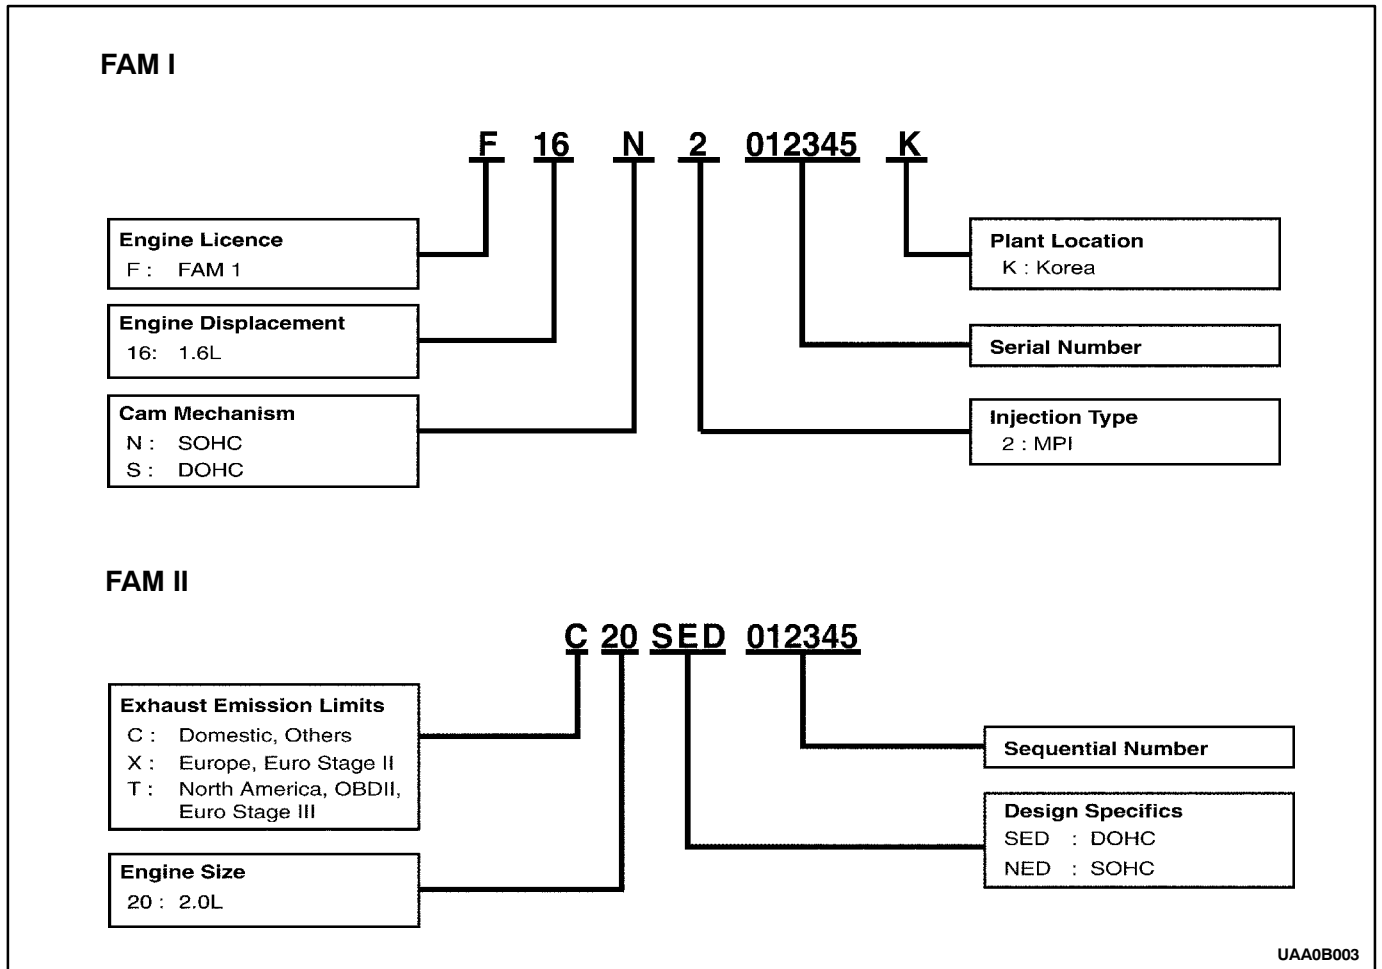 FAM I
F 16 N 2 012345 K
Engine Licence
F : FAM 1
Engine Displacement
16: 1.6L
Cam Mechanism
N : SOHC
S : DOHC
Plant Location
K : Korea
Serial Number
Injection Type
2 : MPI
FAM II
C 20 SED 012345
Exhaust Emission Limits
C : Domestic, Others
X : Europe, Euro Stage II
T : North America, OBDII,
Euro Stage III
Engine Size
20 : 2.0L
Sequential Number
Design Specifics
SED : DOHC
NED : SOHC
UAA0B003